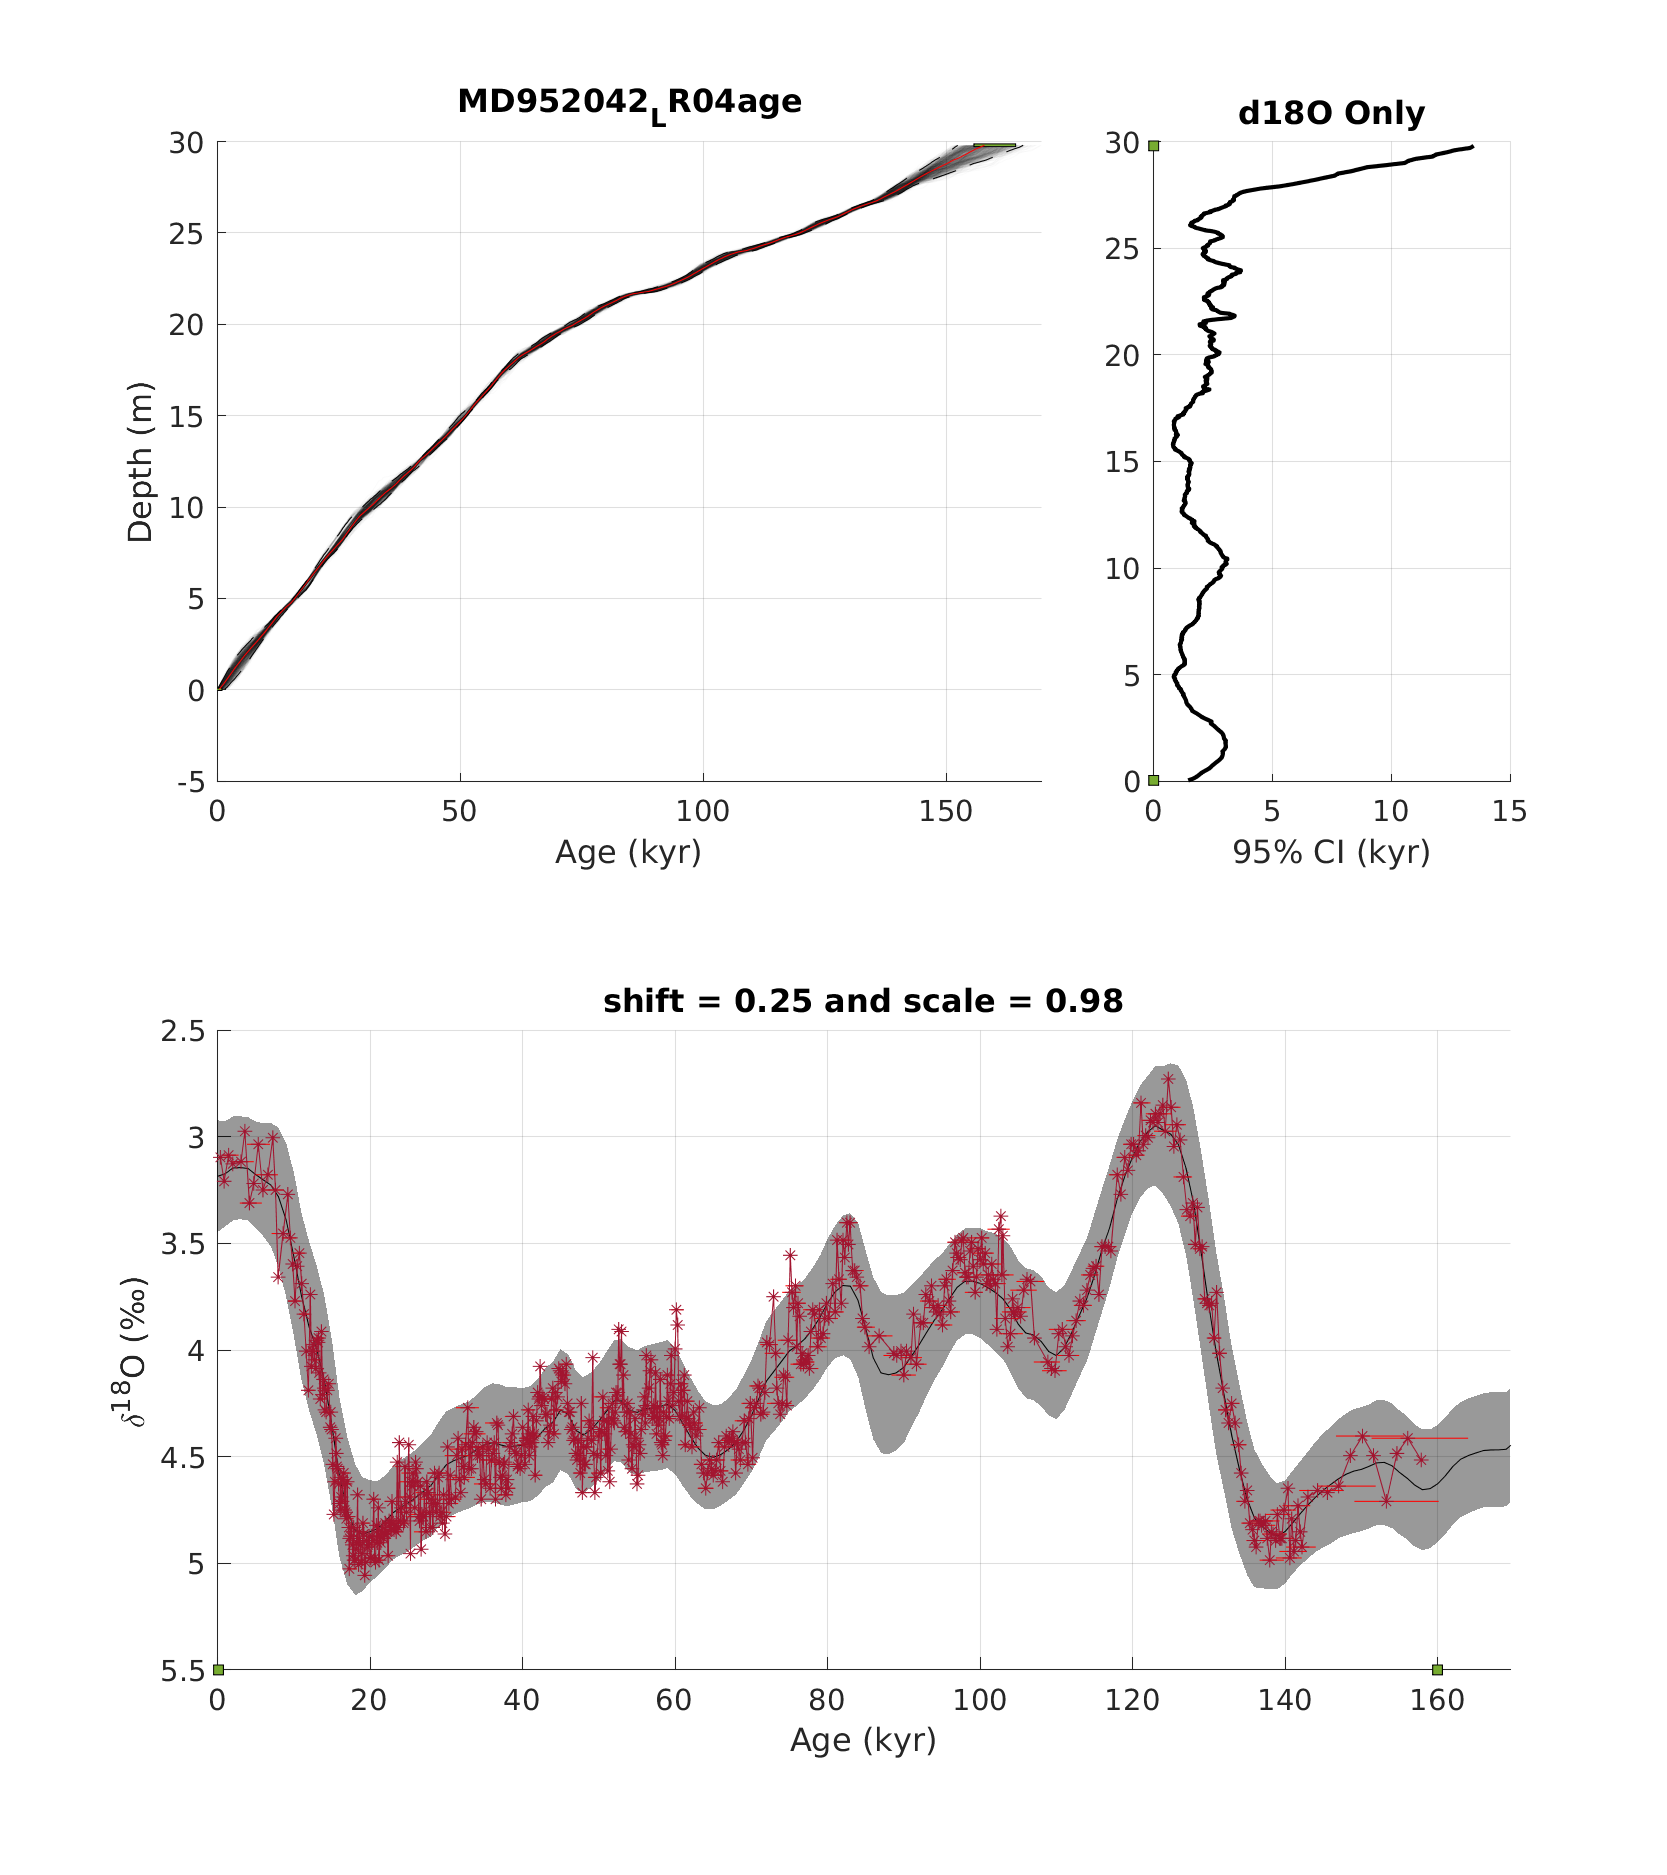 MD952042LR04age
30
25
20
15
10
5
0
-5
Depth (m)
0 50 100 150
Age (kyr)
d18O Only
30
25
20
15
10
5
0
0 5 10 15
95% CI (kyr)
shift = 0.25 and scale = 0.98
2.5
3
3.5
4
4.5
5
5.5
δ18O (‰)
0 20 40 60 80 100 120 140 160
Age (kyr)